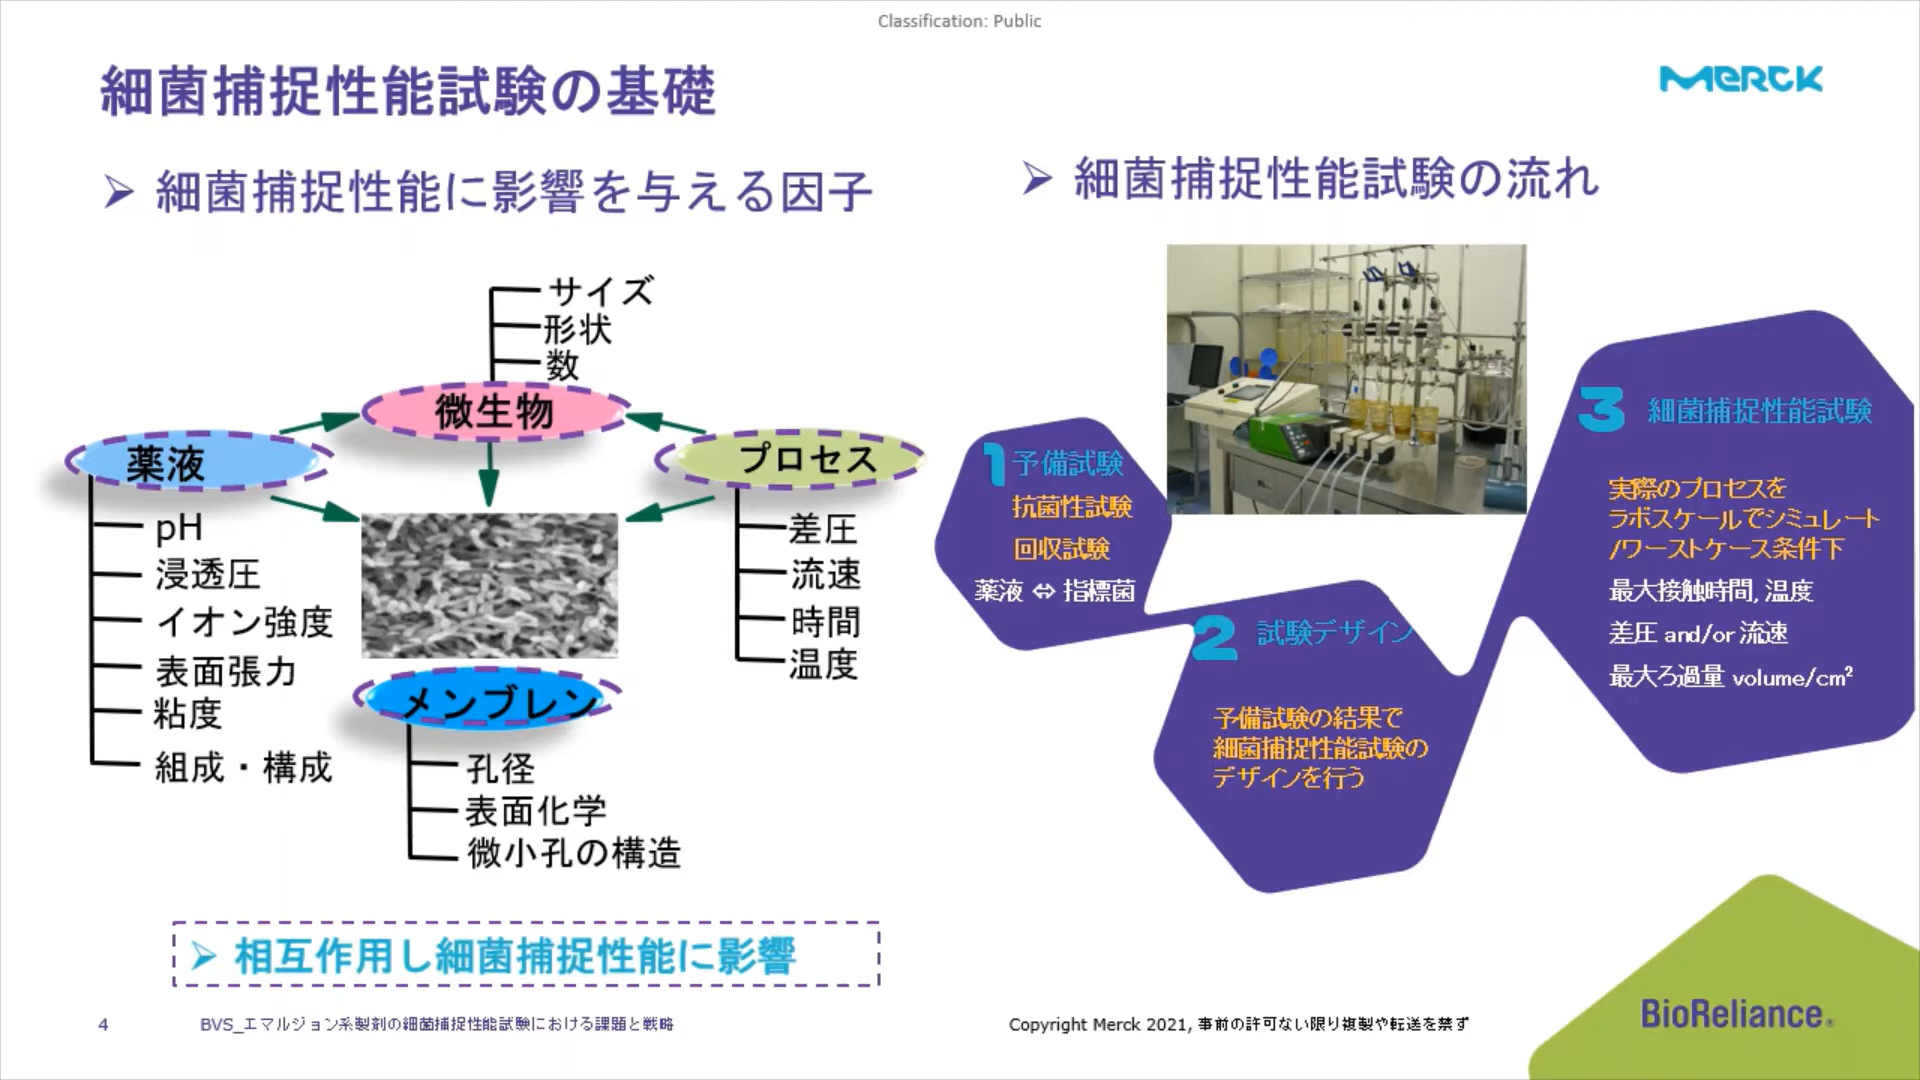 Classification: Public
細菌捕捉性能試験の基礎
MERCK
➢ 細菌捕捉性能に影響を与える因子
サイズ
形状
数
微生物
薬液
プロセス
pH
浸透圧
イオン強度
表面張力
粘度
組成・構成
差圧
流速
時間
温度
メンブレン
孔径
表面化学
微小孔の構造
➢ 相互作用し細菌捕捉性能に影響
➢ 細菌捕捉性能試験の流れ
1 予備試験
抗菌性試験
回収試験
薬液 ⇔ 指標菌
2 試験デザイン
予備試験の結果で
細菌捕捉性能試験の
デザインを行う
3 細菌捕捉性能試験
実際のプロセスを
ラボスケールでシミュレート
/ワーストケース条件下
最大接触時間, 温度
差圧 and/or 流速
最大ろ過量 volume/cm²
4
BVS_エマルジョン系製剤の細菌捕捉性能試験における課題と戦略
Copyright Merck 2021, 事前の許可ない限り複製や転送を禁ず
BioReliance®